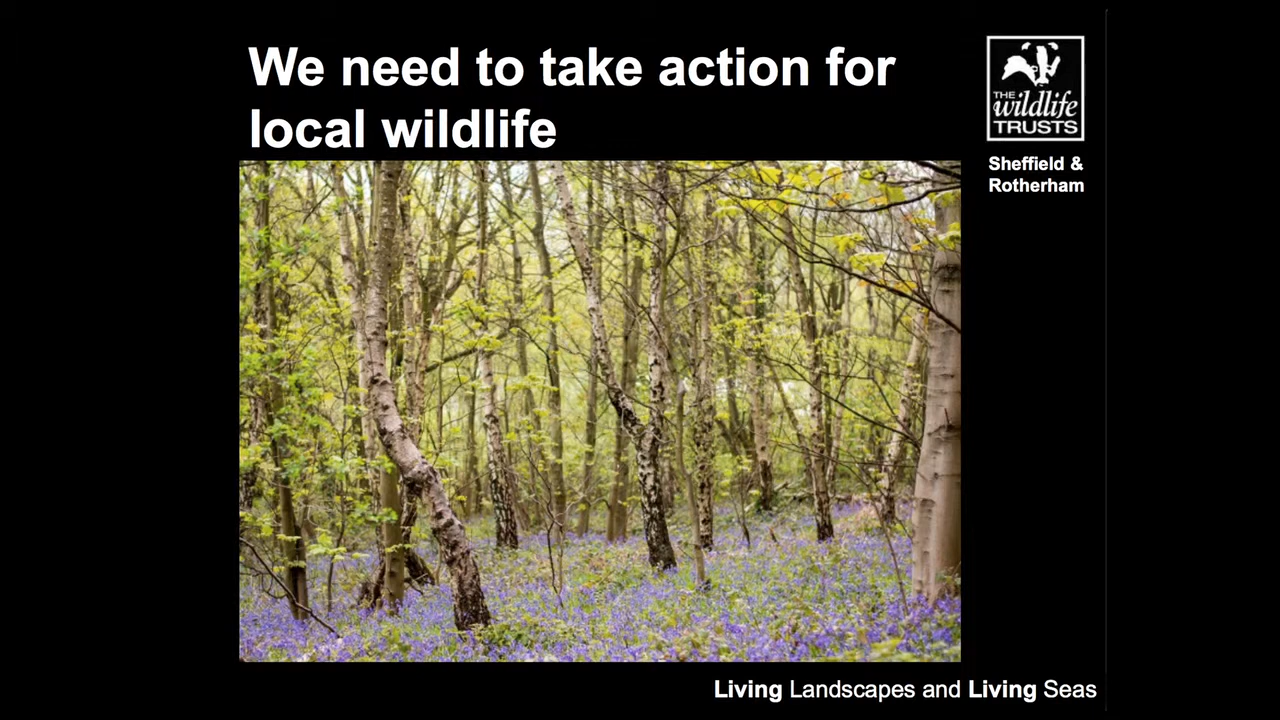 We need to take action for
local wildlife
THE
wildlife
TRUSTS
Sheffield &
Rotherham
Living Landscapes and Living Seas